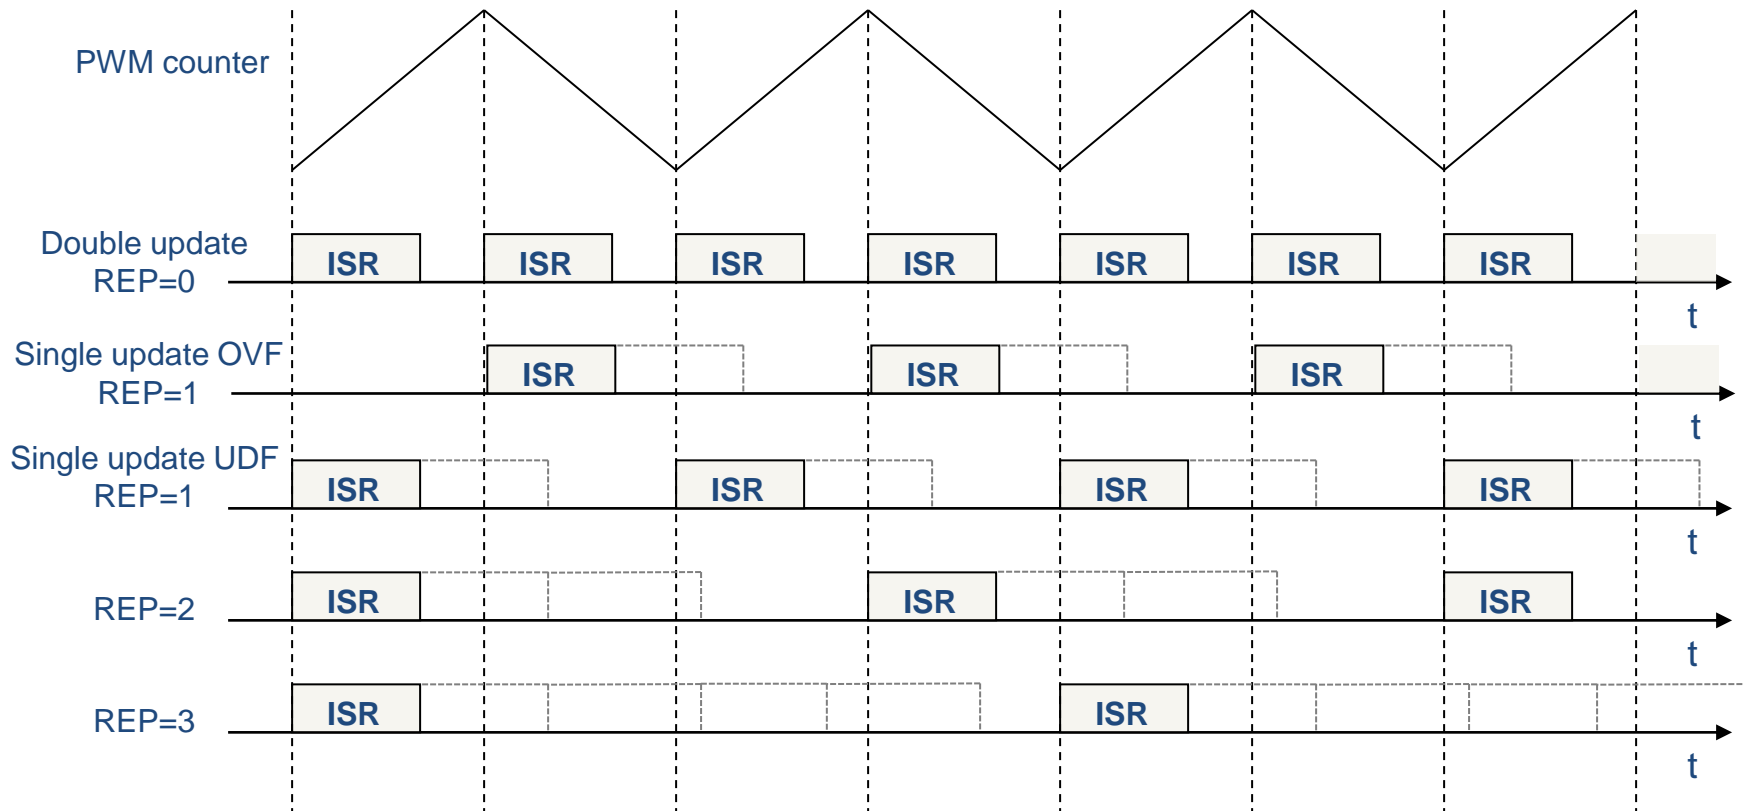 PWM counter
Double update
REP=0
ISR ISR ISR ISR ISR ISR ISR
t
Single update OVF
REP=1
ISR ISR ISR
t
Single update UDF
REP=1
ISR ISR ISR ISR
t
REP=2
ISR ISR ISR
t
REP=3
ISR ISR
t